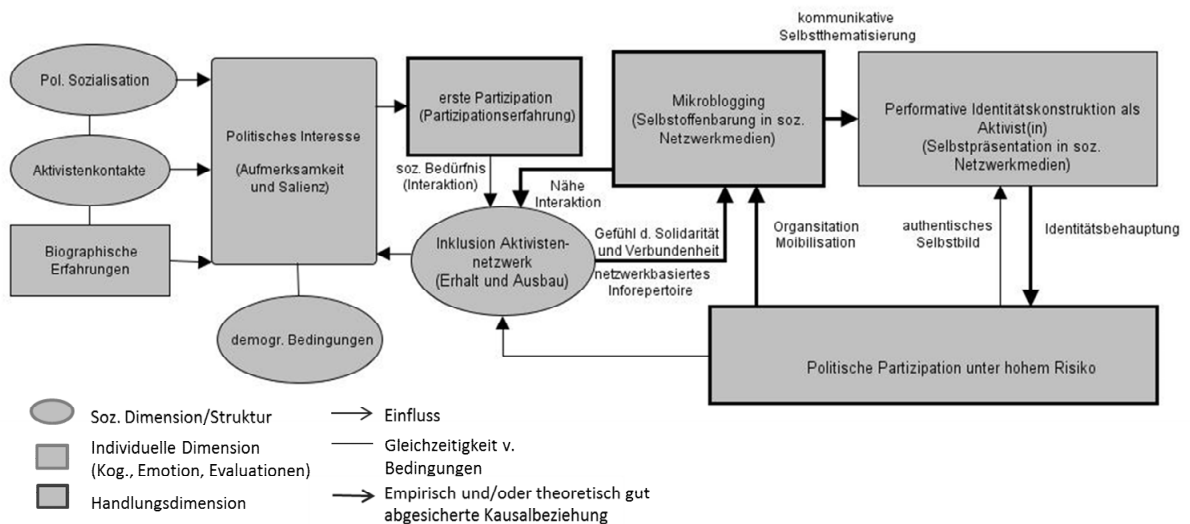 kommunikative
Selbstthematisierung
Pol. Sozialisation
Aktivistenkontakte
Biographische
Erfahrungen
Politisches Interesse
(Aufmerksamkeit
und Salienz)
demogr. Bedingungen
erste Partizipation
(Partizipationserfahrung)
soz. Bedürfnis
(Interaktion)
Nähe
Interaktion
Inklusion Aktivisten-
netzwerk
(Erhalt und Ausbau)
Gefühl d. Solidarität
und Verbundenheit
netzwerkbasiertes
Inforepertoire
Mikroblogging
(Selbstoffenbarung in soz.
Netzwerkmedien)
Organsitation
Moibilisation
Performative Identitätskonstruktion als
Aktivist(in)
(Selbstpräsentation in soz.
Netzwerkmedien)
authentisches
Selbstbild
Identitätsbehauptung
Politische Partizipation unter hohem Risiko
Soz. Dimension/Struktur
Individuelle Dimension
(Kog., Emotion, Evaluationen)
Handlungsdimension
Einfluss
Gleichzeitigkeit v.
Bedingungen
Empirisch und/oder theoretisch gut
abgesicherte Kausalbeziehung